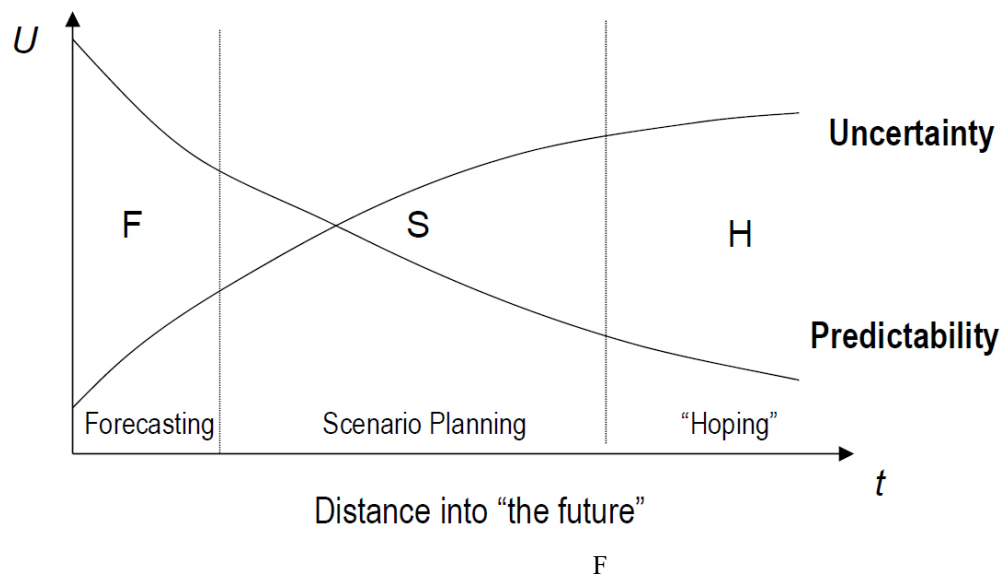 U
Uncertainty
F
S
H
Predictability
Forecasting
Scenario Planning
“Hoping”
t
Distance into “the future”
F